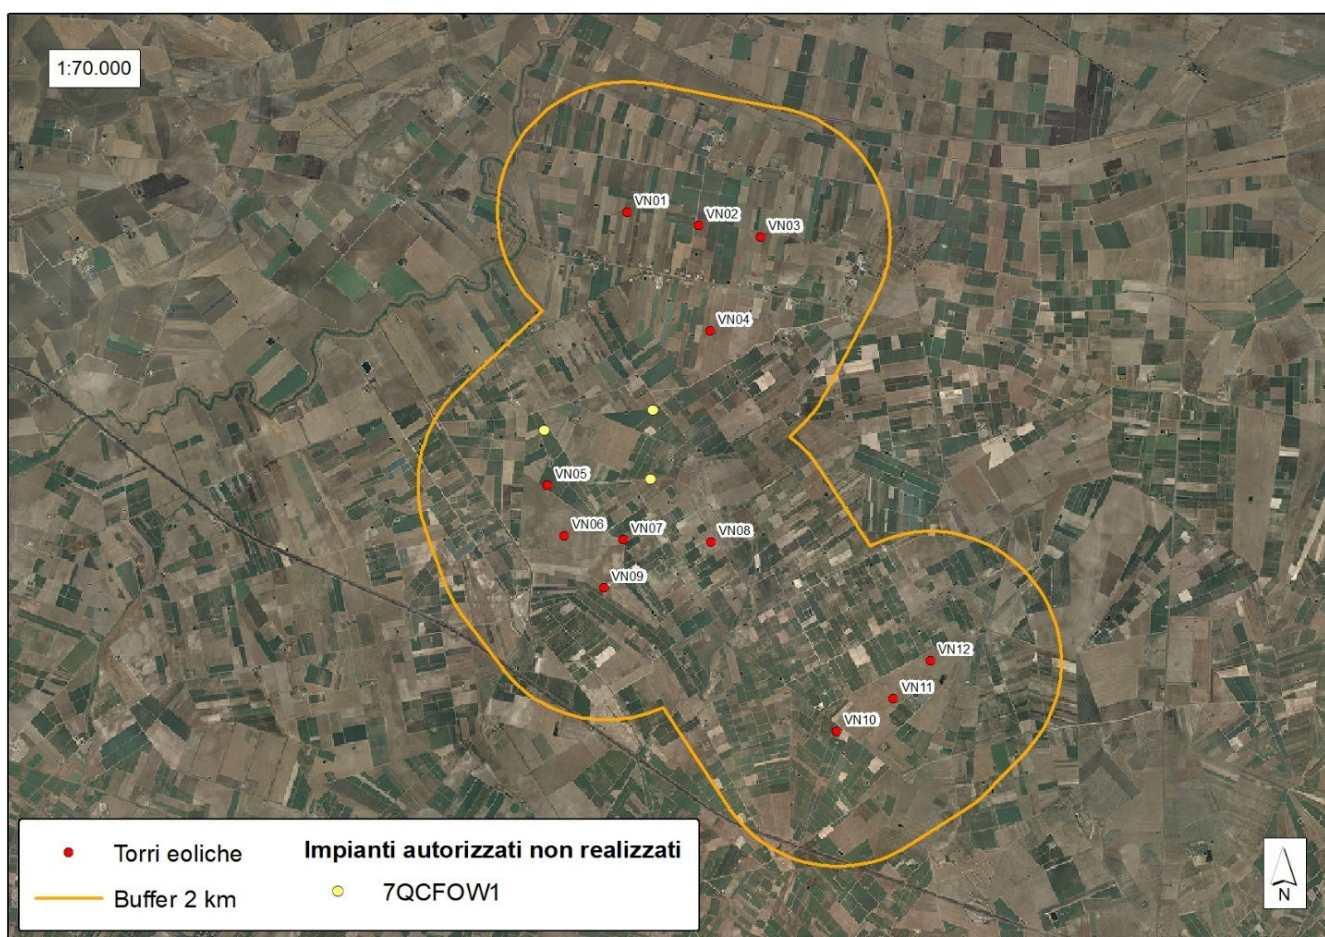 1:70.000
VN01
VN02
VN03
VN04
VN05
VN06
VN07
VN08
VN09
VN12
VN11
VN10
Torri eoliche
Buffer 2 km
Impianti autorizzati non realizzati
7QCFOW1
N